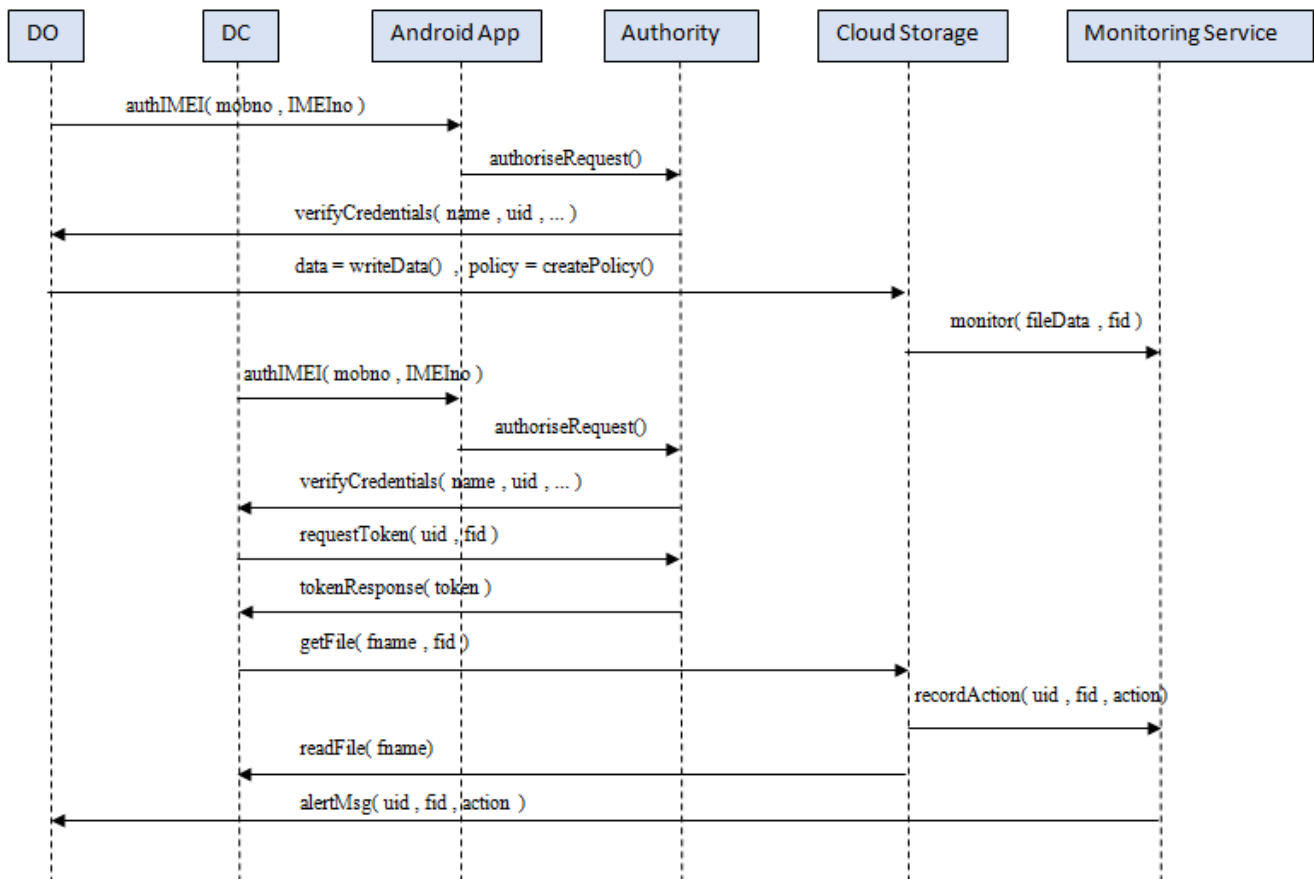 DO DC Android App Authority Cloud Storage Monitoring Service
authIMEI( mobno , IMEIno )
authoriseRequest()
verifyCredentials( name , uid , ... )
data = writeData() , policy = createPolicy()
monitor( fileData , fid )
authIMEI( mobno , IMEIno )
authoriseRequest()
verifyCredentials( name , uid , ... )
requestToken( uid , fid )
tokenResponse( token )
getFile( fname , fid )
recordAction( uid , fid , action)
readFile( fname)
alertMsg( uid , fid , action )